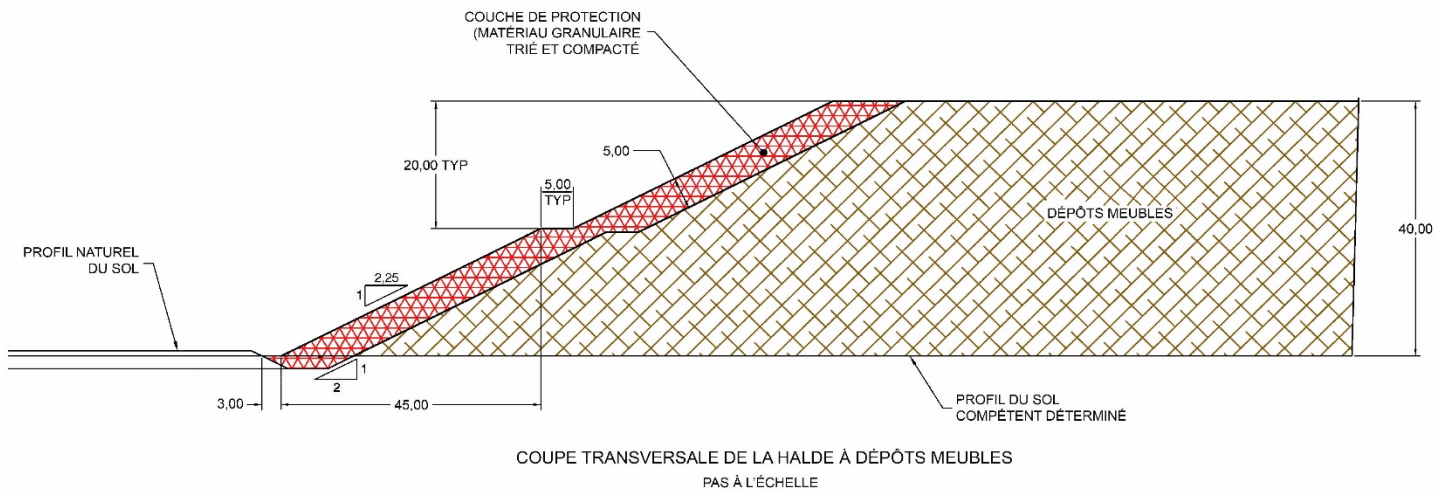 COUCHE DE PROTECTION
(MATÉRIAU GRANULAIRE
TRIÉ ET COMPACTÉ
20,00 TYP
5,00
TYP
5,00
DÉPÔTS MEUBLES
40,00
PROFIL NATUREL
DU SOL
2,25
1
1
2
3,00
45,00
PROFIL DU SOL
COMPÉTENT DÉTERMINÉ
COUPE TRANSVERSALE DE LA HALDE À DÉPÔTS MEUBLES
PAS À L'ÉCHELLE